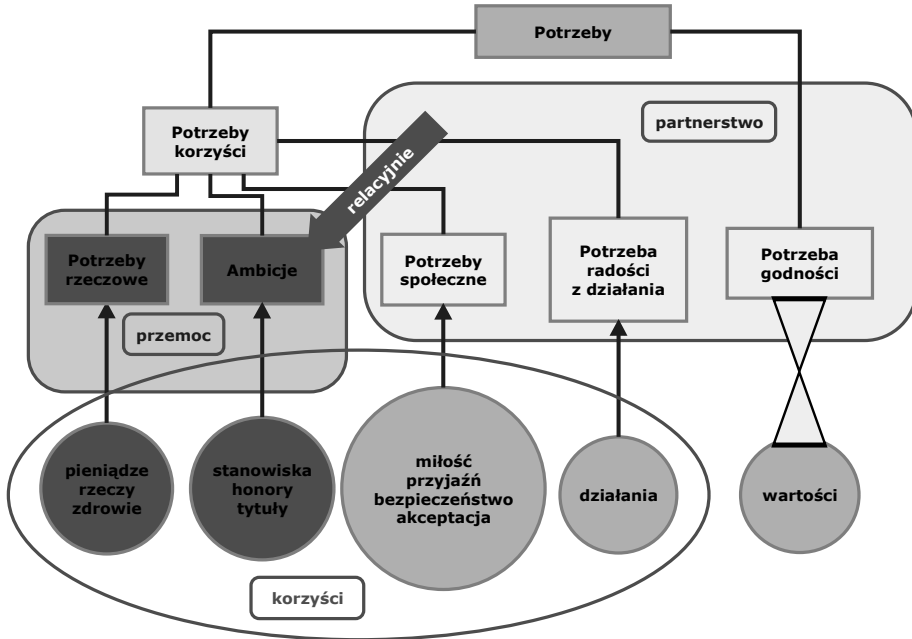 Potrzeby
partnerstwo
Potrzeby
korzyści
relacyjnie
Potrzeby
rzeczowe
Ambicje
Potrzeby
społeczne
Potrzeba
radości
z działania
Potrzeba
godności
przemoc
pieniądze
rzeczy
zdrowie
stanowiska
honory
tytuły
miłość
przyjaźń
bezpieczeństwo
akceptacja
działania
wartości
korzyści